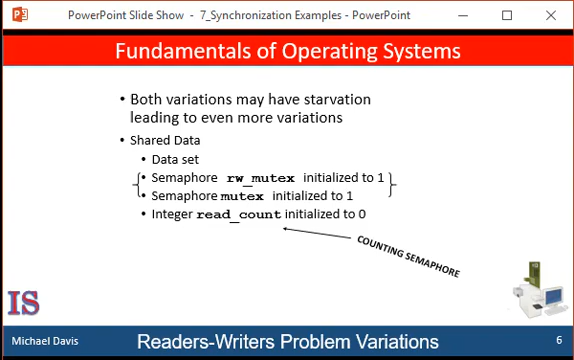 PowerPoint Slide Show - 7_Synchronization Examples - PowerPoint
Fundamentals of Operating Systems
• Both variations may have starvation
leading to even more variations
• Shared Data
• Data set
• Semaphore rw_mutex initialized to 1
• Semaphore mutex initialized to 1
• Integer read_count initialized to 0
COUNTING SEMAPHORE
IS
Michael Davis
Readers-Writers Problem Variations
6